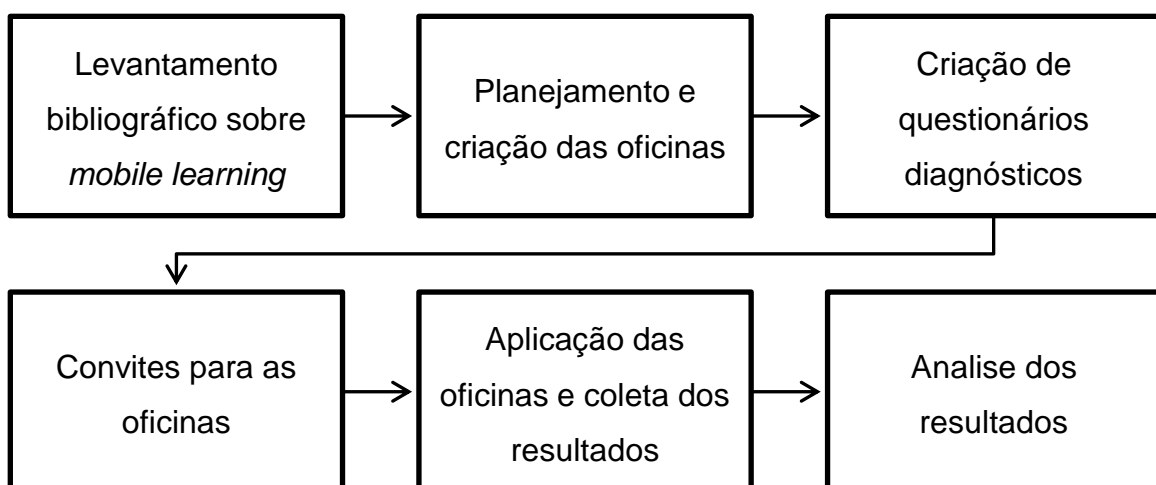 Levantamento
bibliográfico sobre
mobile learning
Planejamento e
criação das oficinas
Criação de
questionários
diagnósticos
Convites para as
oficinas
Aplicação das
oficinas e coleta dos
resultados
Analise dos
resultados